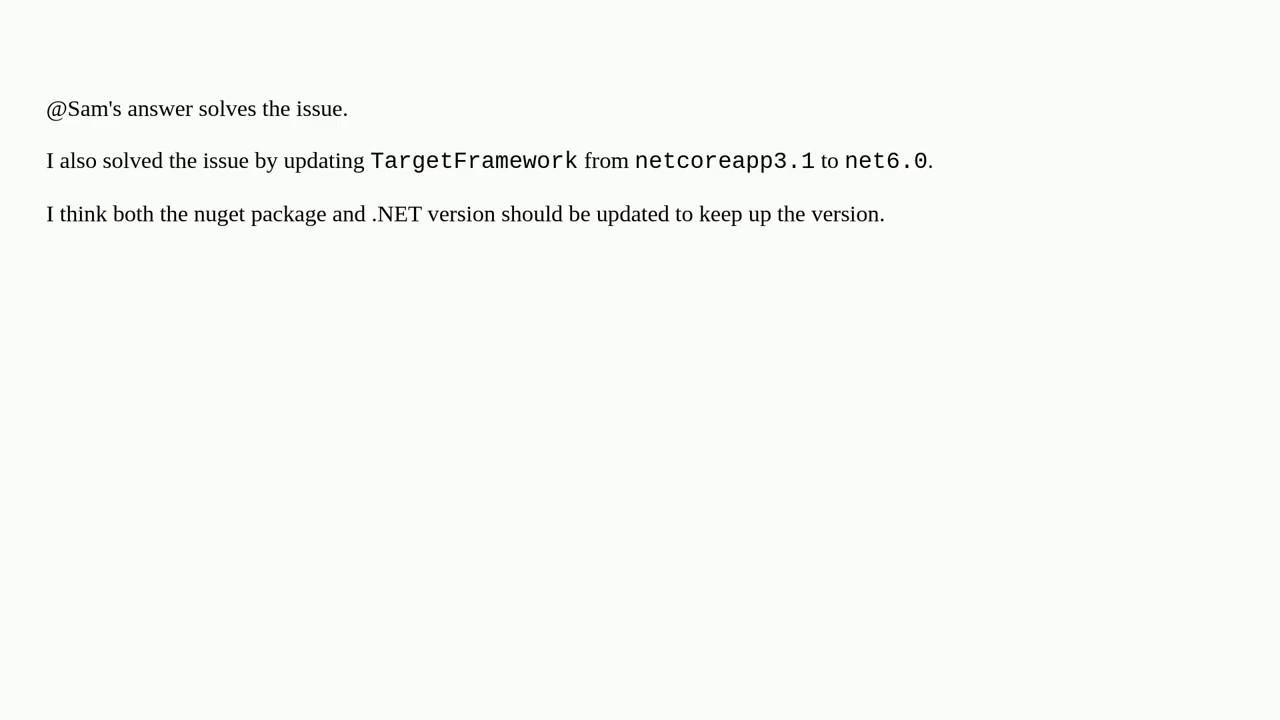 @Sam's answer solves the issue.
I also solved the issue by updating TargetFramework from netcoreapp3.1 to net6.0.
I think both the nuget package and .NET version should be updated to keep up the version.